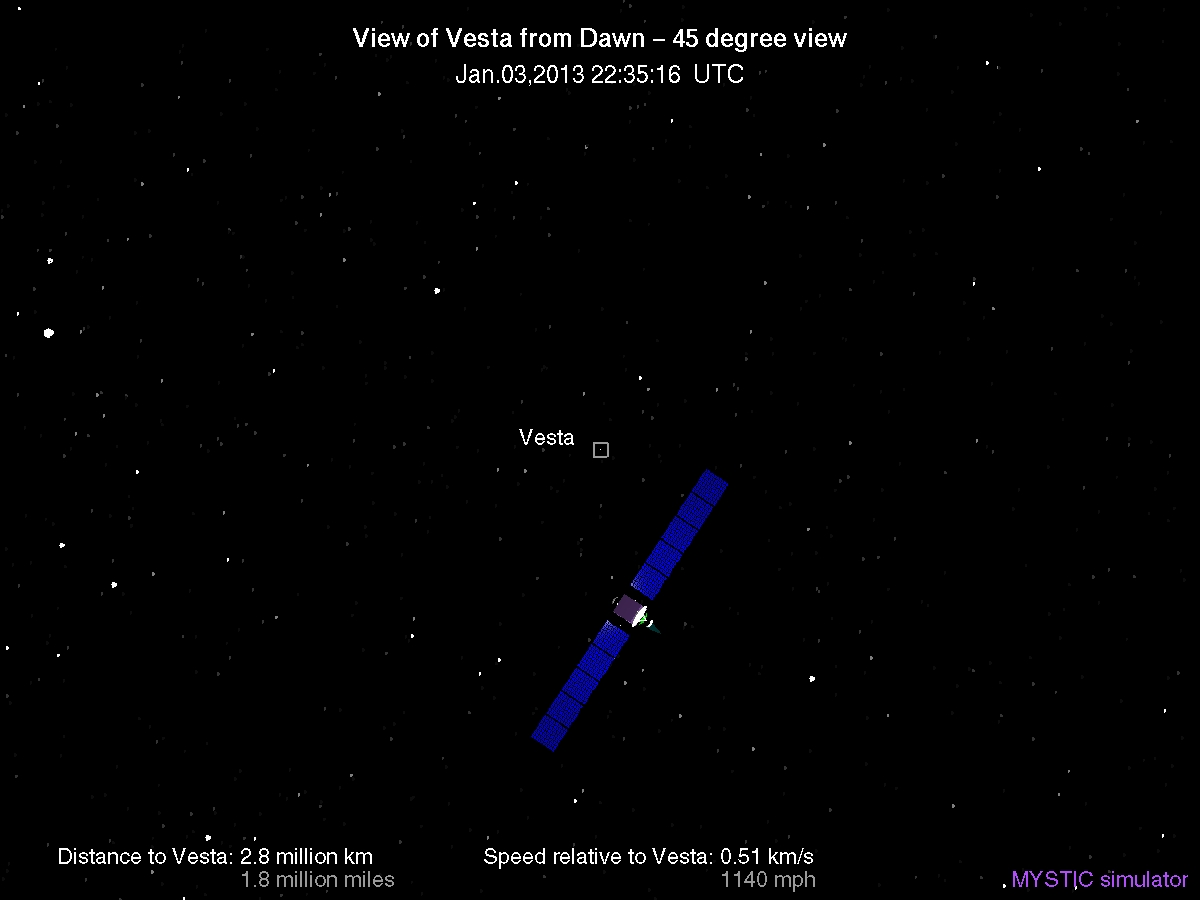 View of Vesta from Dawn – 45 degree view
Jan.03,2013 22:35:16 UTC
Vesta
Distance to Vesta: 2.8 million km
1.8 million miles
Speed relative to Vesta: 0.51 km/s
1140 mph
MYSTIC simulator